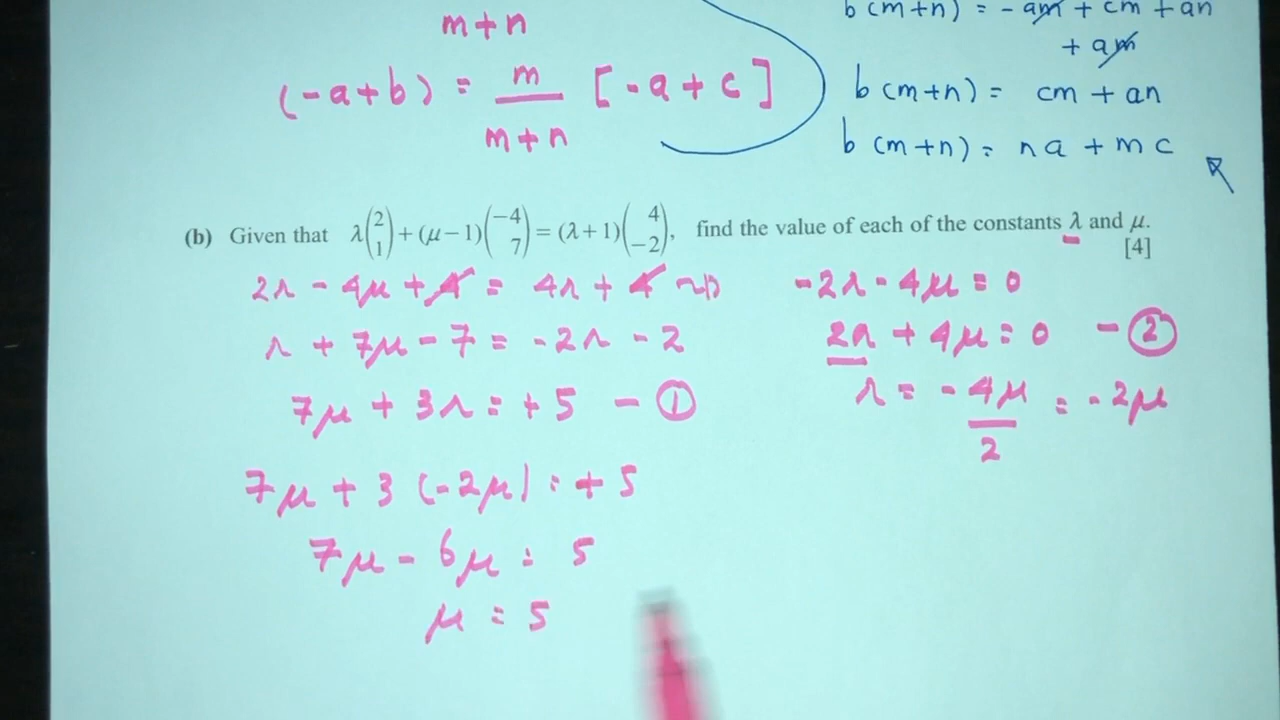 m+n
(-a+b) = m/m+n [-a+c]
b(m+n) = -am + cm + an
+ am
b(m+n) = cm + an
b(m+n) = na + mc
(b) Given that λ(2 1) + (μ−1)(−4 7) = (λ+1)(4 −2), find the value of each of the constants λ and μ.
[4]
2λ - 4μ + 4 = 4λ + 4
λ + 7μ - 7 = -2λ - 2
7μ + 3λ = +5 - ①
7μ + 3(-2μ) = +5
7μ - 6μ = 5
μ = 5
-2λ - 4μ = 0
2λ + 4μ = 0 - ②
λ = -4μ/2 = -2μ